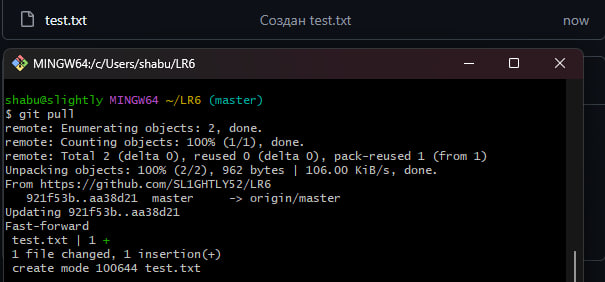 test.txt Создан test.txt now
MINGW64:/c/Users/shabu/LR6
shabu@slightly MINGW64 ~/LR6 (master)
$ git pull
remote: Enumerating objects: 2, done.
remote: Counting objects: 100% (1/1), done.
remote: Total 2 (delta 0), reused 0 (delta 0), pack-reused 1 (from 1)
Unpacking objects: 100% (2/2), 962 bytes | 106.00 KiB/s, done.
From https://github.com/SL1GHTLY52/LR6
   921f53b..aa38d21  master     -> origin/master
Updating 921f53b..aa38d21
Fast-forward
 test.txt | 1 +
 1 file changed, 1 insertion(+)
 create mode 100644 test.txt